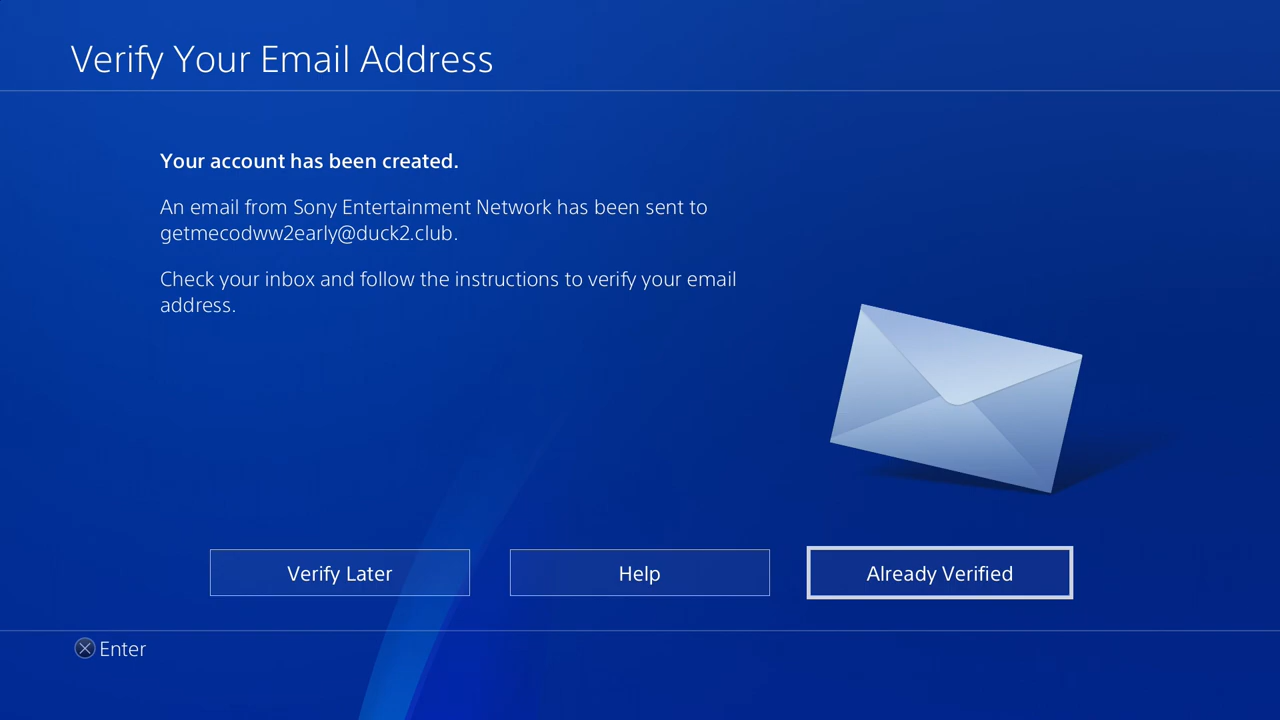 Verify Your Email Address
Your account has been created.
An email from Sony Entertainment Network has been sent to
getmecodww2early@duck2.club.
Check your inbox and follow the instructions to verify your email
address.
Verify Later
Help
Already Verified
Enter